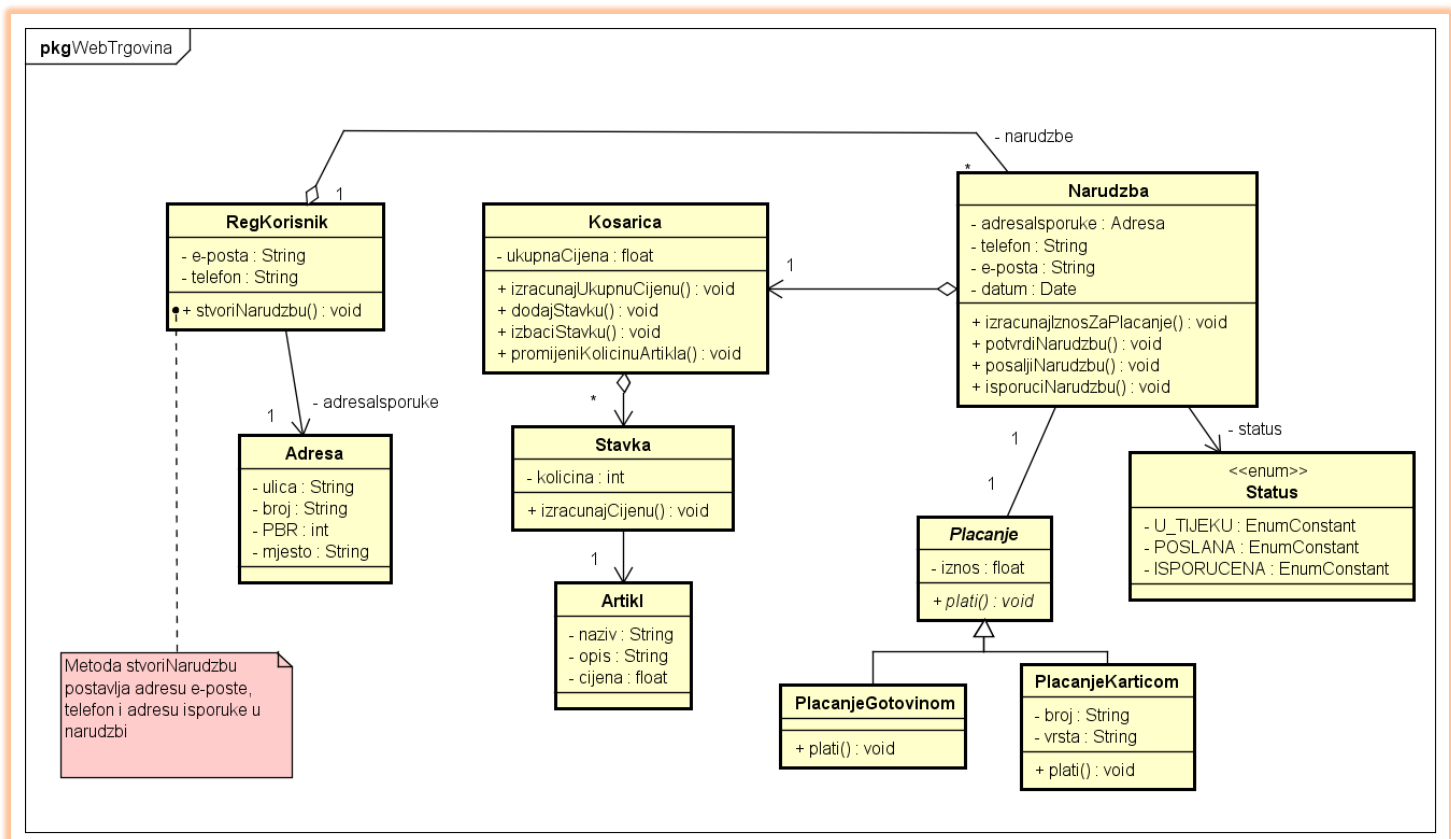 pkgWebTrgovina
- narudzbe
1
*
RegKorisnik
- e-posta : String
- telefon : String
+ stvoriNarudzbu() : void
Kosarica
- ukupnaCijena : float
+ izracunajUkupnuCijenu() : void
+ dodajStavku() : void
+ izbaciStavku() : void
+ promijeniKolicinuArtikla() : void
1
Narudzba
- adresaIsporuke : Adresa
- telefon : String
- e-posta : String
- datum : Date
+ izracunajIznosZaPlacanje() : void
+ potvrdiNarudzbu() : void
+ posaljiNarudzbu() : void
+ isporuciNarudzbu() : void
1
- adresaIsporuke
Adresa
- ulica : String
- broj : String
- PBR : int
- mjesto : String
*
Stavka
- kolicina : int
+ izracunajCijenu() : void
1
Artikl
- naziv : String
- opis : String
- cijena : float
1
1
- status
<<enum>>
Status
- U_TIJEKU : EnumConstant
- POSLANA : EnumConstant
- ISPORUCENA : EnumConstant
Placanje
- iznos : float
+ plati() : void
PlacanjeGotovinom
+ plati() : void
PlacanjeKarticom
- broj : String
- vrsta : String
+ plati() : void
Metoda stvoriNarudzbu
postavlja adresu e-poste,
telefon i adresu isporuke u
narudzbi